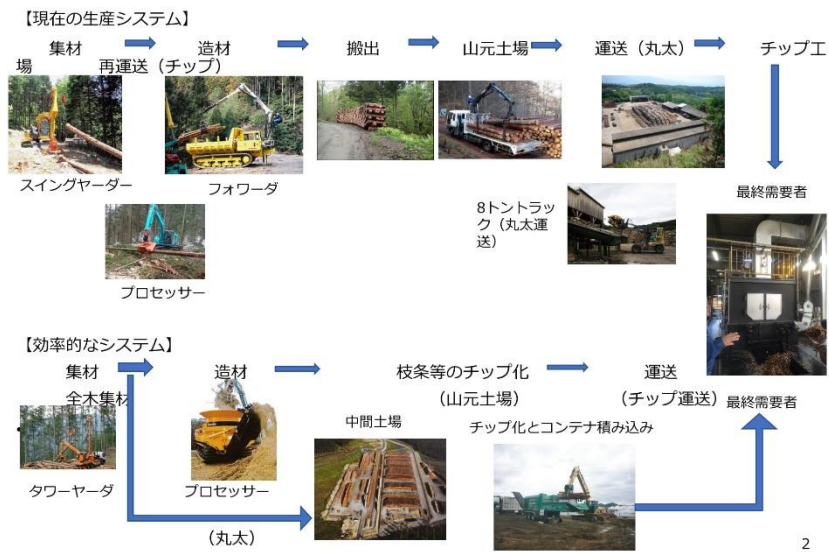 【現在の生産システム】
集材 造材 搬出 山元土場 運送（丸太） チップ工
場 再運送（チップ）
スイングヤーダー
フォワーダ
プロセッサー
8トントラッ
ク（丸太運
送）
最終需要者
【効率的なシステム】
集材 造材 枝条等のチップ化 運送
全木集材 （山元土場） （チップ運送） 最終需要者
中間土場 チップ化とコンテナ積み込み
タワーヤーダ
プロセッサー
（丸太）
2